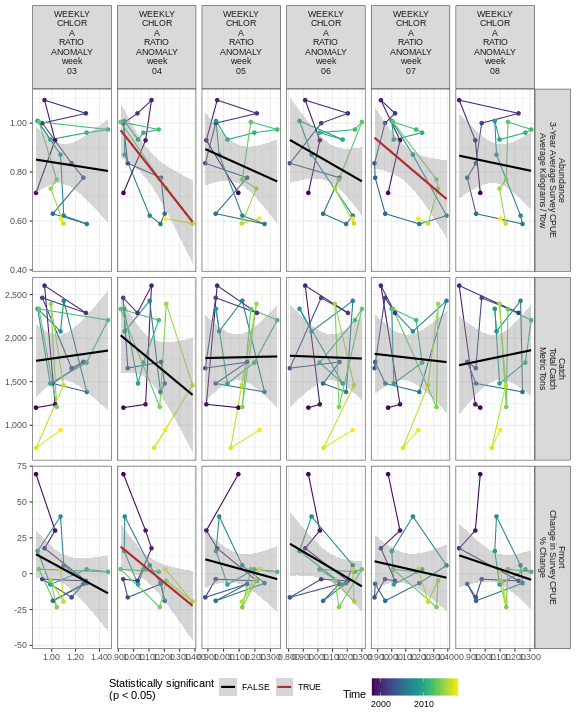 WEEKLY
CHLOR
A
RATIO
ANOMALY
week
03
WEEKLY
CHLOR
A
RATIO
ANOMALY
week
04
WEEKLY
CHLOR
A
RATIO
ANOMALY
week
05
WEEKLY
CHLOR
A
RATIO
ANOMALY
week
06
WEEKLY
CHLOR
A
RATIO
ANOMALY
week
07
WEEKLY
CHLOR
A
RATIO
ANOMALY
week
08
1.00
0.80
0.60
0.40
Abundance
3-Year Average Survey CPUE
Average Kilograms / Tow
2,500
2,000
1,500
1,000
Catch
Total Catch
Metric Tons
75
50
25
0
-25
-50
Fmort
Change in Survey CPUE
% Change
1.00 1.20 1.40
Statistically significant
(p < 0.05)
FALSE
TRUE
Time
2000 2010